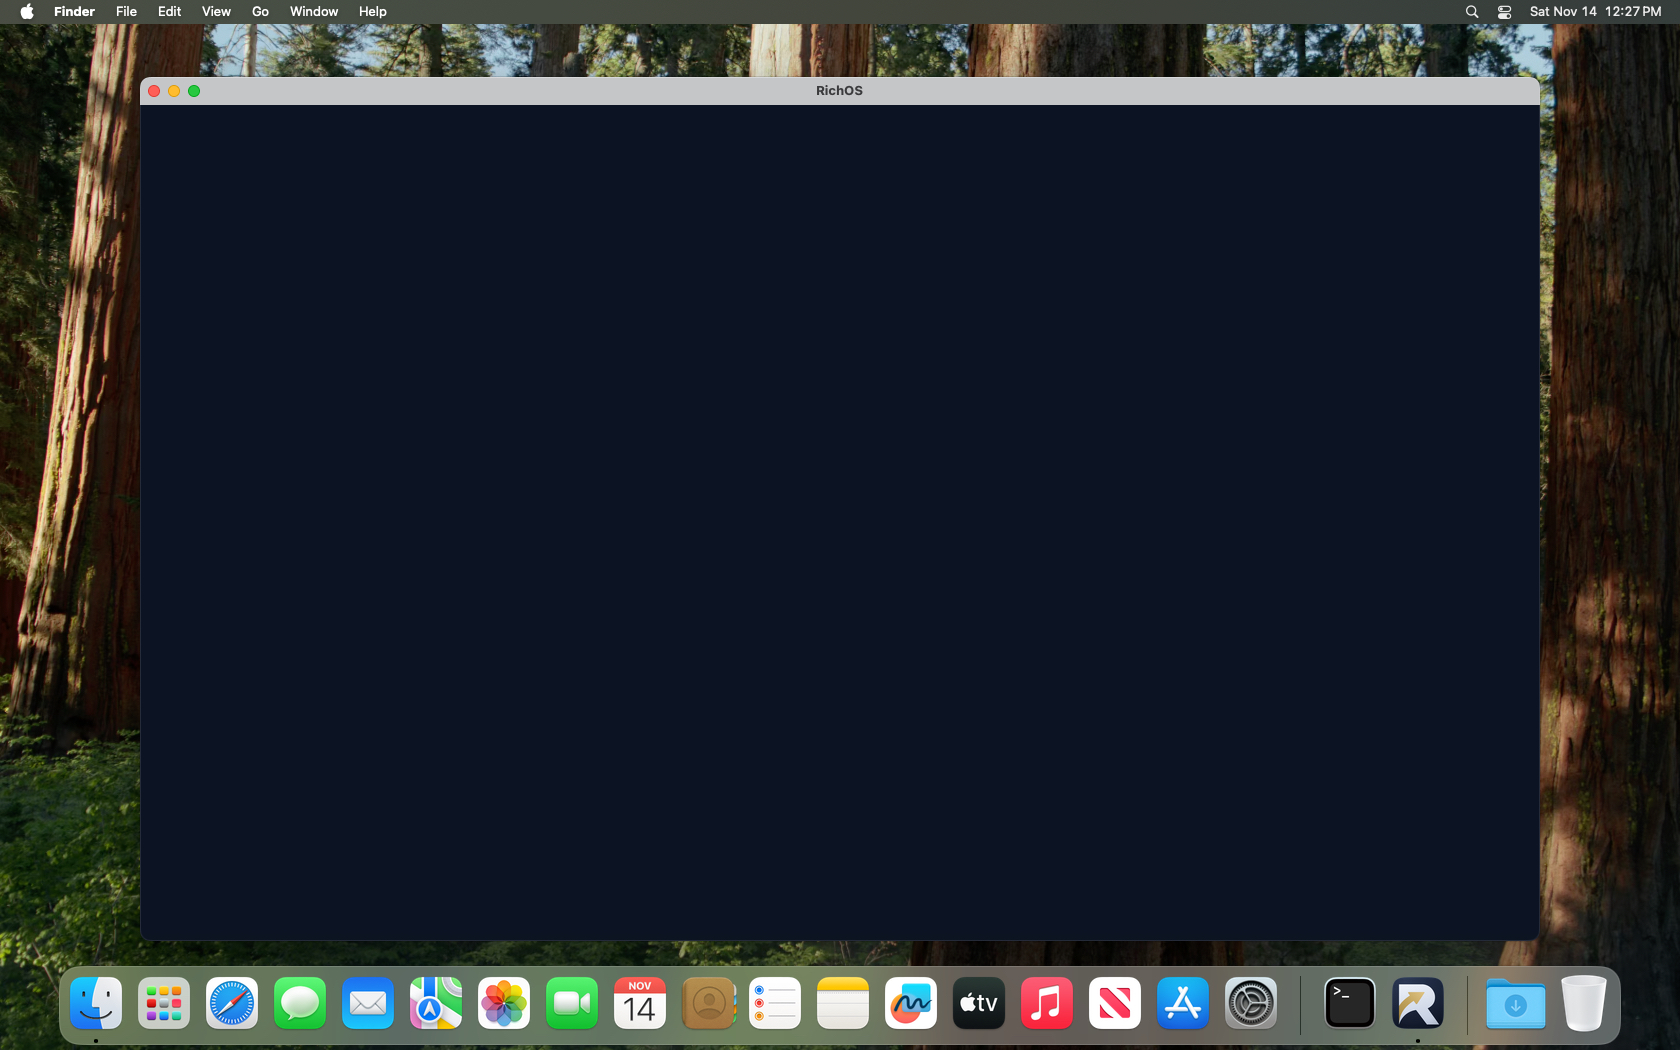 Finder File Edit View Go Window Help
Sat Nov 14 12:27 PM
RichOS
NOV
14
tv
>_